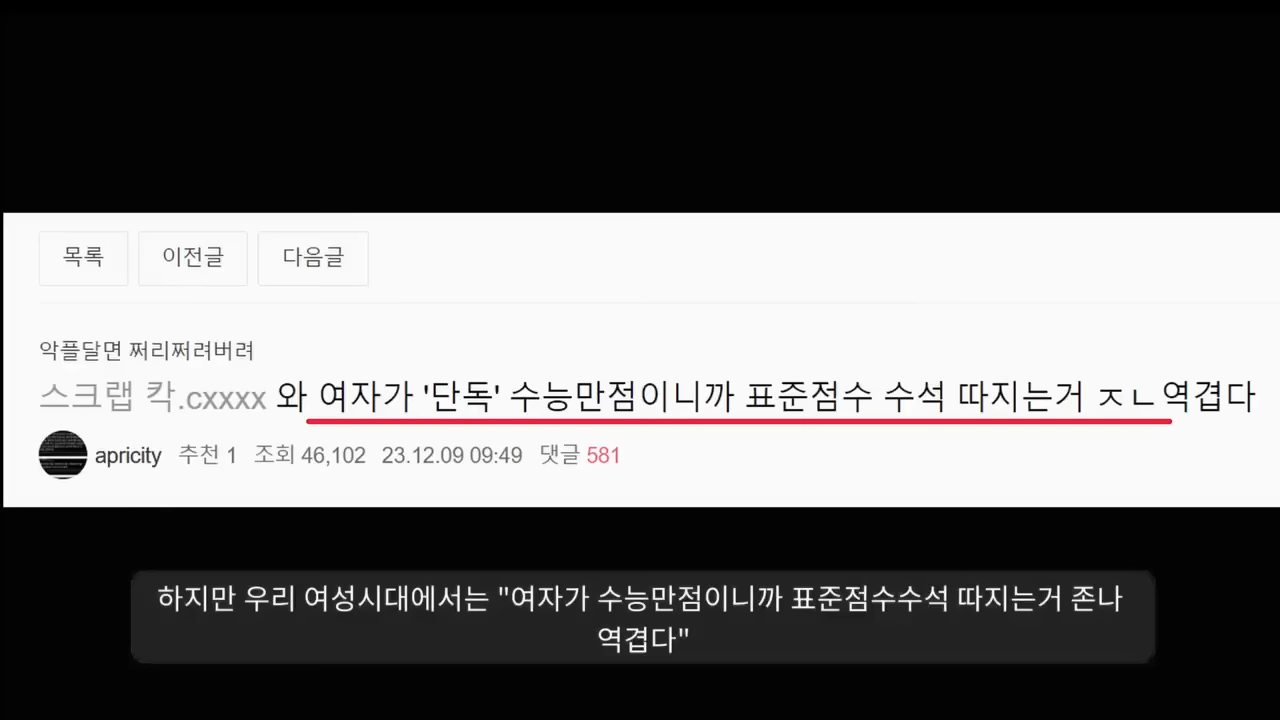 목록 이전글 다음글
악플달면 쩌리쩌려버려
스크랩 칵.cxxxx 와 여자가 '단독' 수능만점이니까 표준점수 수석 따지는거 ㅈㄴ역겹다
apricity 추천 1 조회 46,102 23.12.09 09:49 댓글 581
하지만 우리 여성시대에서는 "여자가 수능만점이니까 표준점수수석 따지는거 존나
역겹다"